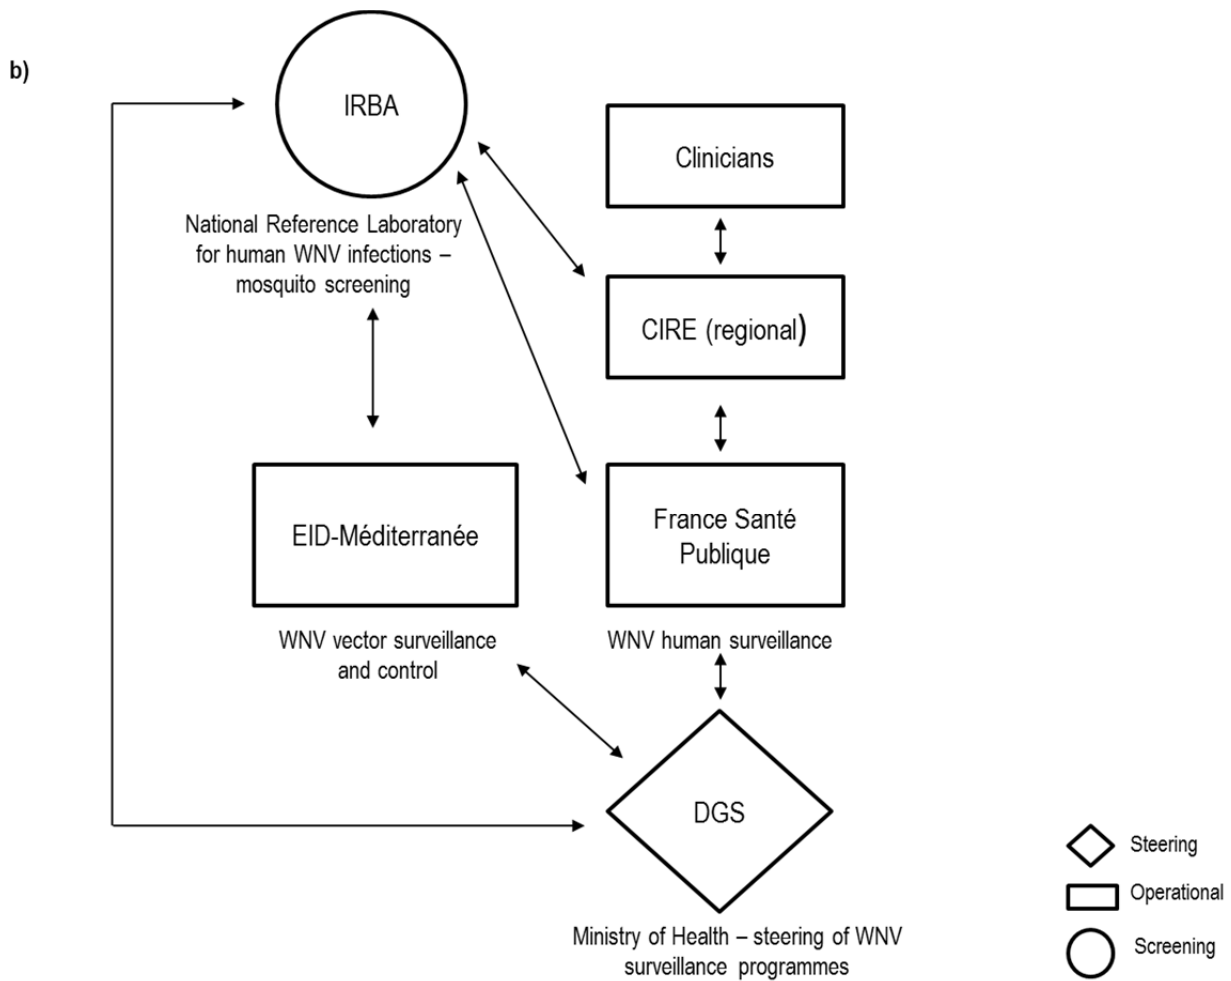 b)
IRBA
National Reference Laboratory
for human WNV infections –
mosquito screening
Clinicians
CIRE (regional)
EID-Méditerranée
WNV vector surveillance
and control
France Santé
Publique
WNV human surveillance
DGS
Ministry of Health – steering of WNV
surveillance programmes
Steering
Operational
Screening